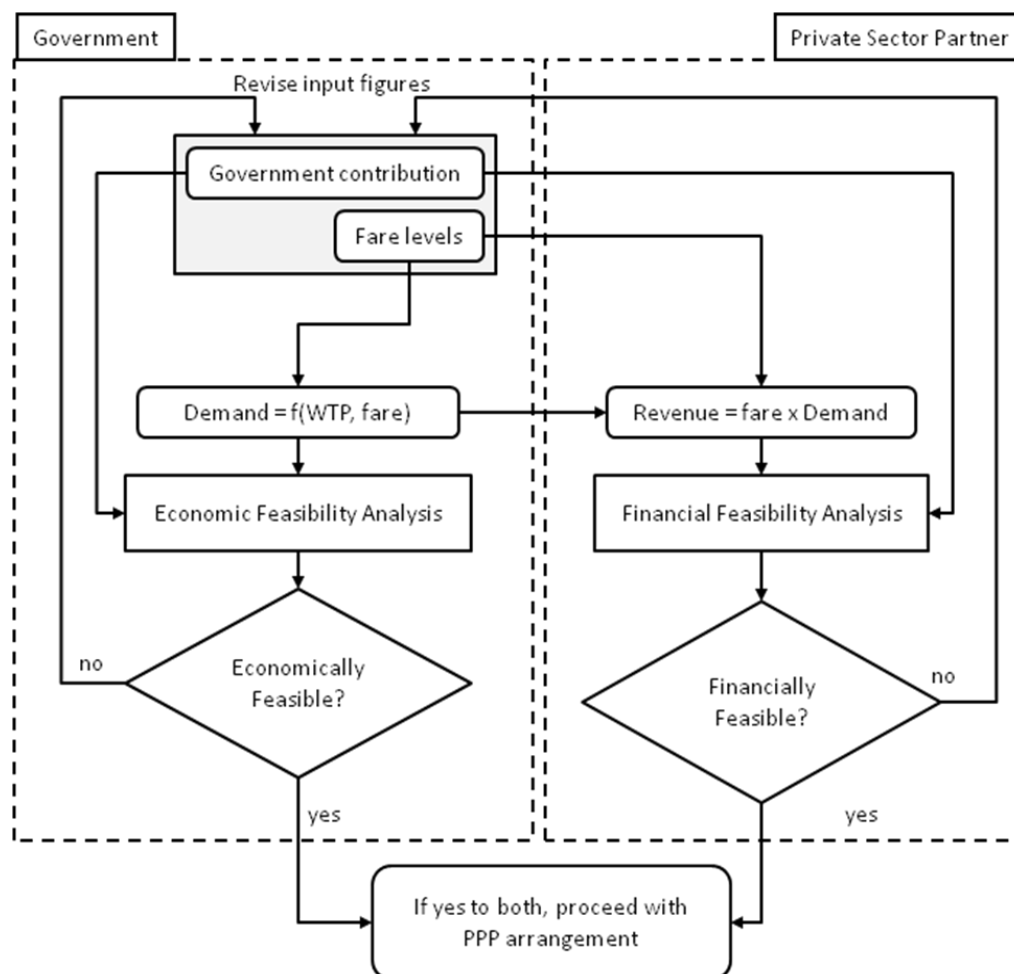 Government
Private Sector Partner
Revise input figures
Government contribution
Fare levels
Demand = f(WTP, fare)
Revenue = fare x Demand
Economic Feasibility Analysis
Financial Feasibility Analysis
no
Economically
Feasible?
Financially
Feasible?
no
yes
yes
If yes to both, proceed with
PPP arrangement